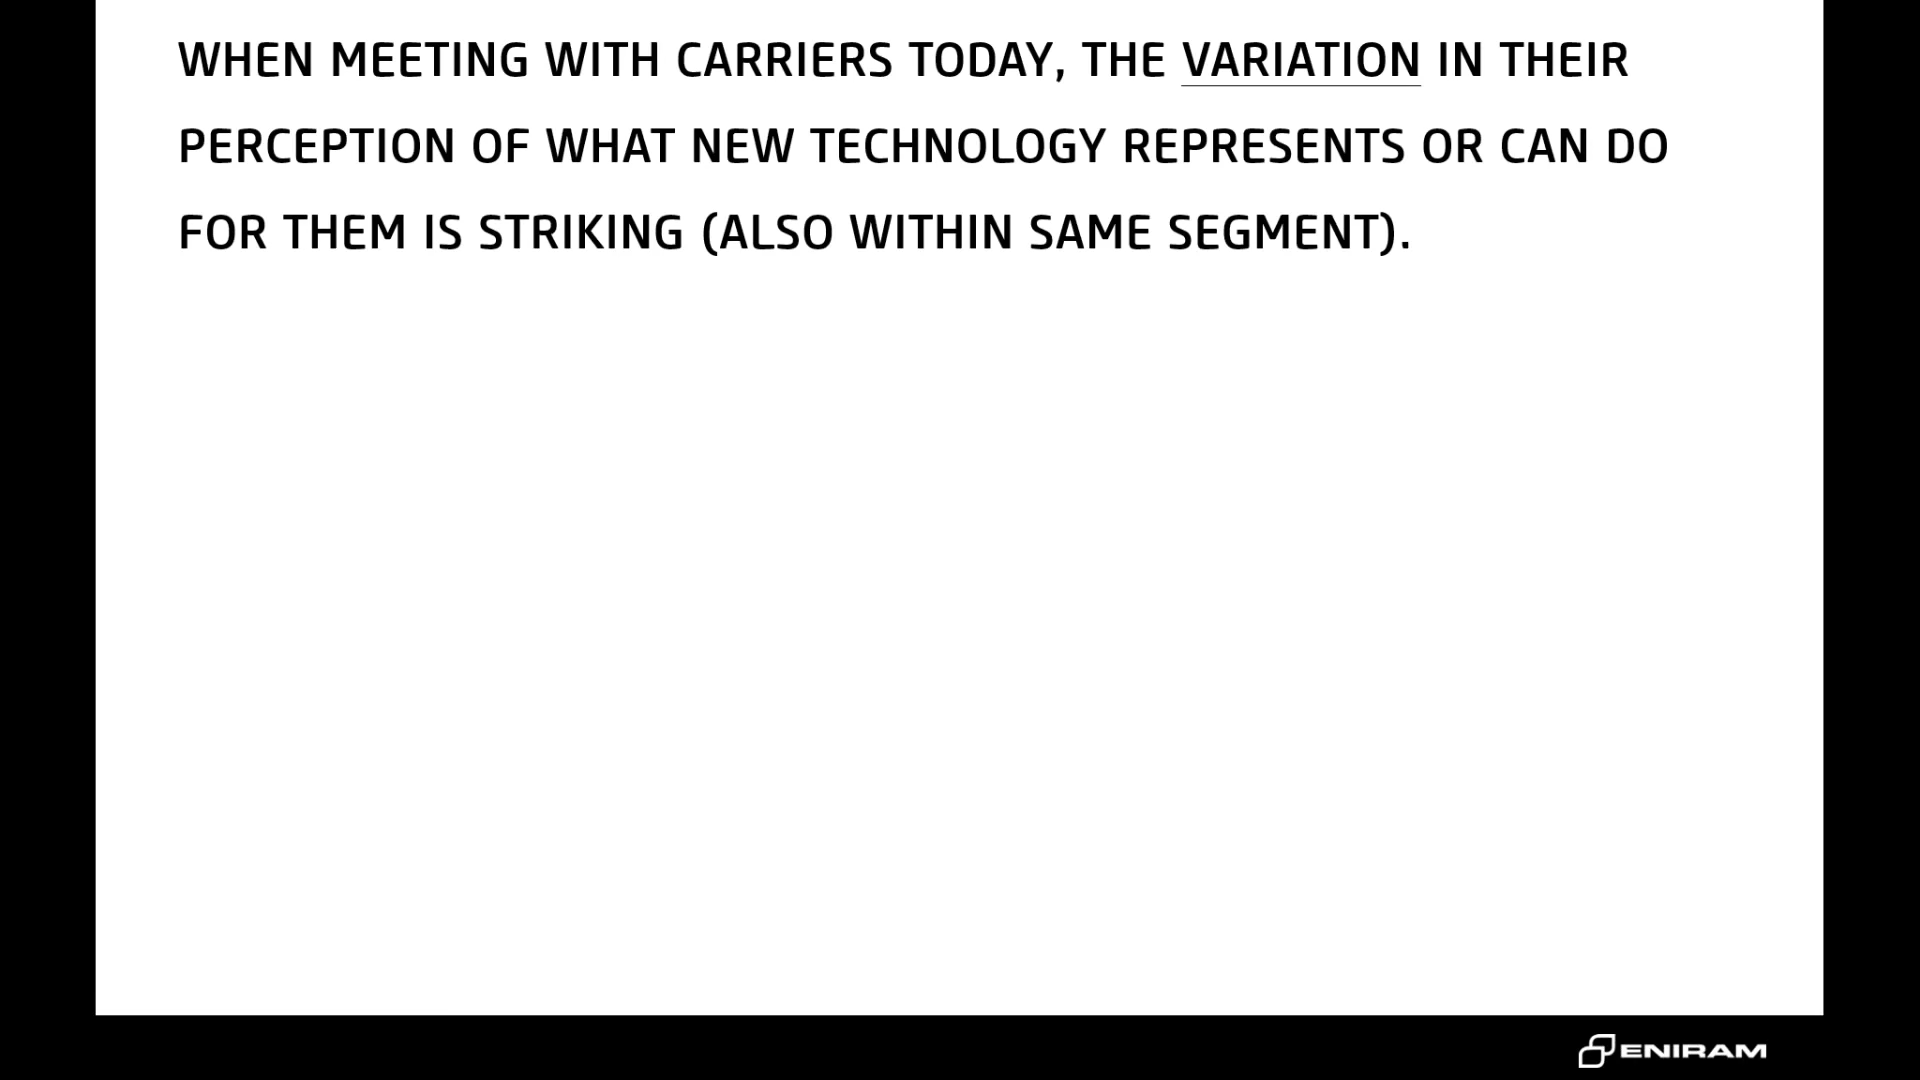 WHEN MEETING WITH CARRIERS TODAY, THE VARIATION IN THEIR
PERCEPTION OF WHAT NEW TECHNOLOGY REPRESENTS OR CAN DO
FOR THEM IS STRIKING (ALSO WITHIN SAME SEGMENT).
ENIRAM